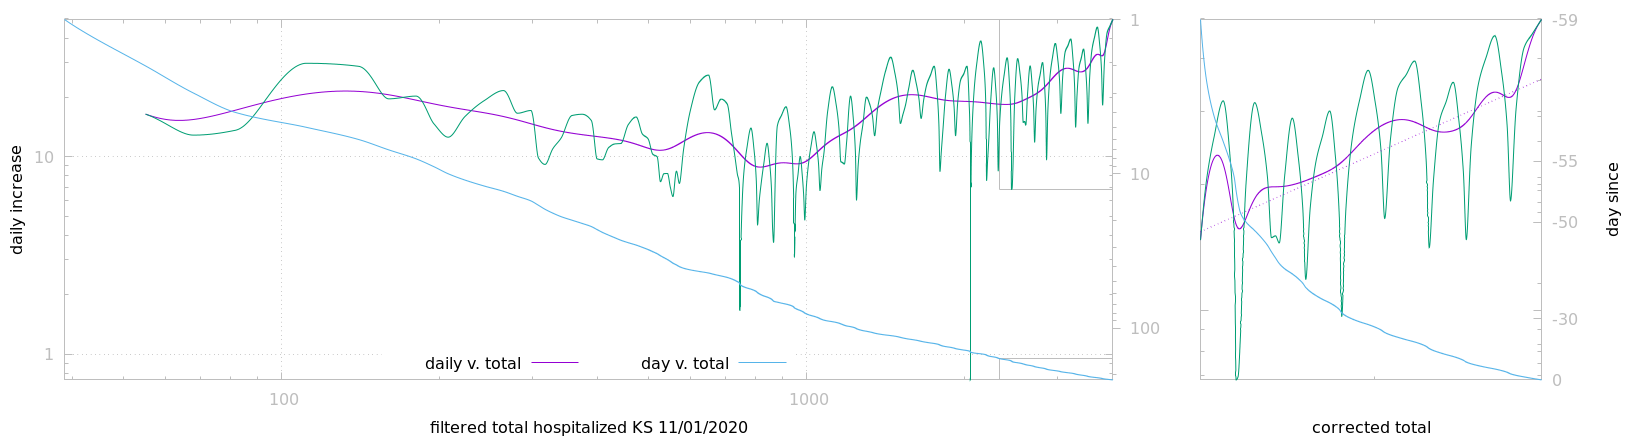 1
-59
10
-55
10
-50
daily increase
day since
100
-30
1
daily v. total
day v. total
0
100
1000
filtered total hospitalized KS 11/01/2020
corrected total